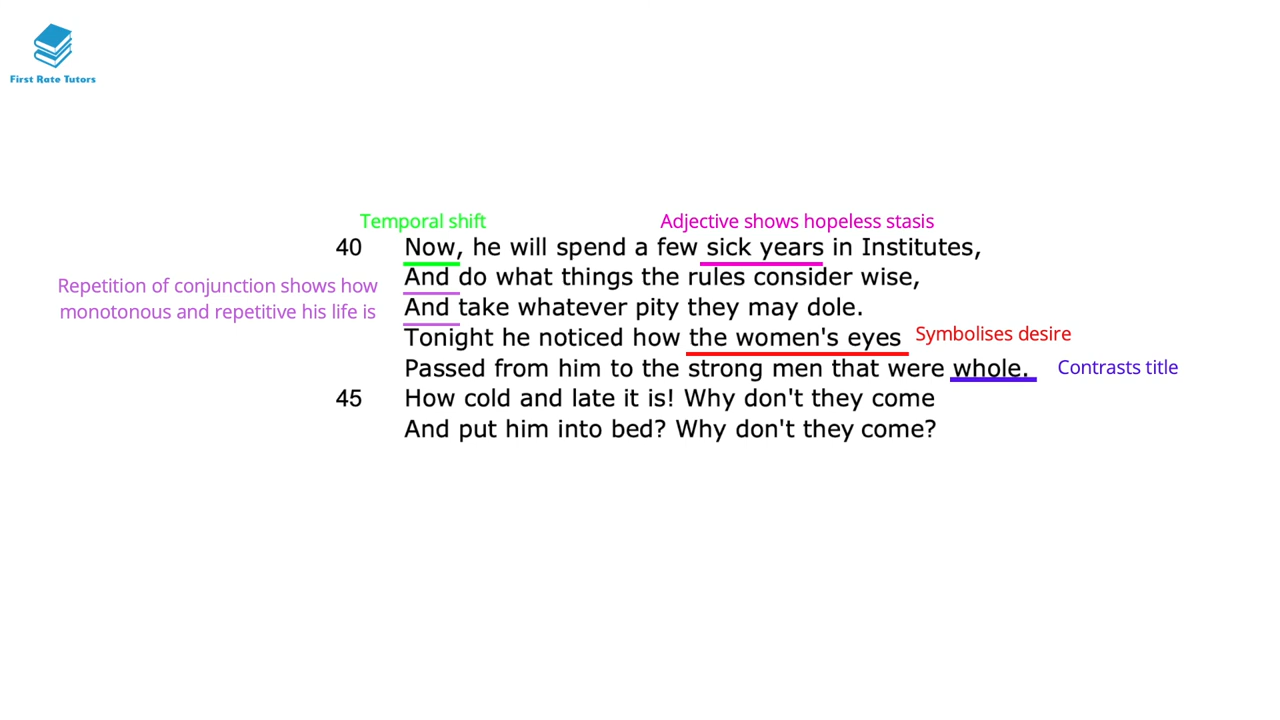 First Rate Tutors
Temporal shift
Adjective shows hopeless stasis
40 Now, he will spend a few sick years in Institutes,
And do what things the rules consider wise,
Repetition of conjunction shows how
monotonous and repetitive his life is
And take whatever pity they may dole.
Tonight he noticed how the women's eyes
Symbolises desire
Passed from him to the strong men that were whole.
Contrasts title
45 How cold and late it is! Why don't they come
And put him into bed? Why don't they come?